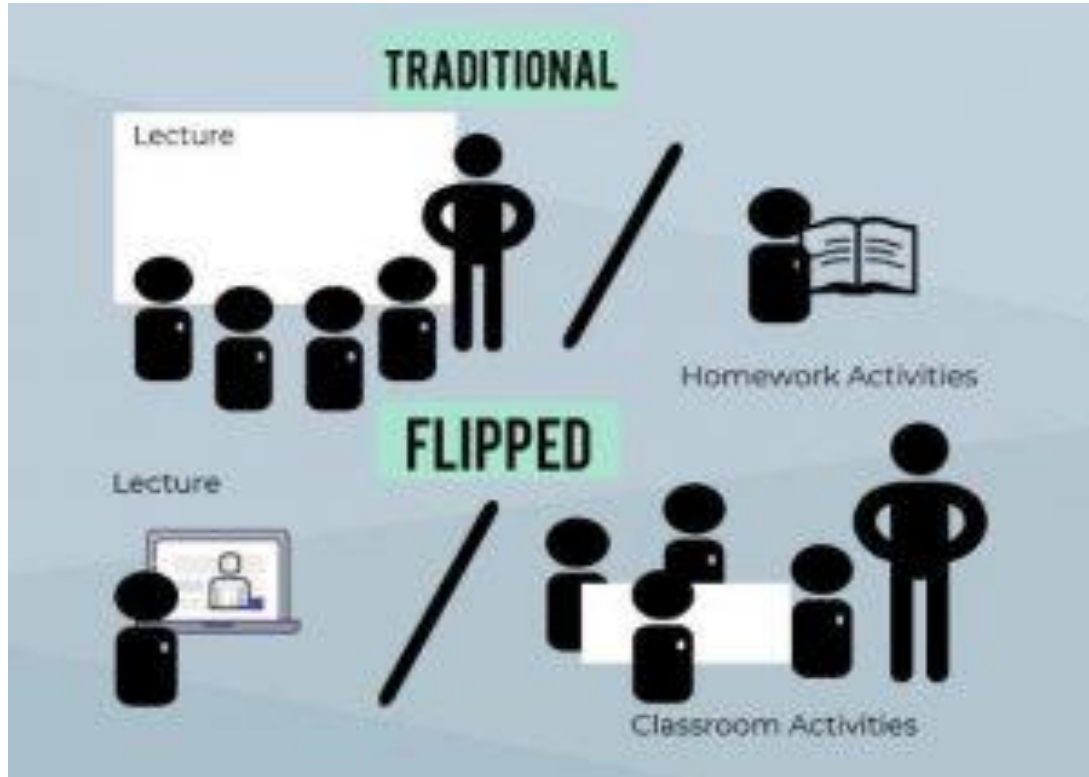 TRADITIONAL
Lecture
Homework Activities
FLIPPED
Lecture
Classroom Activities